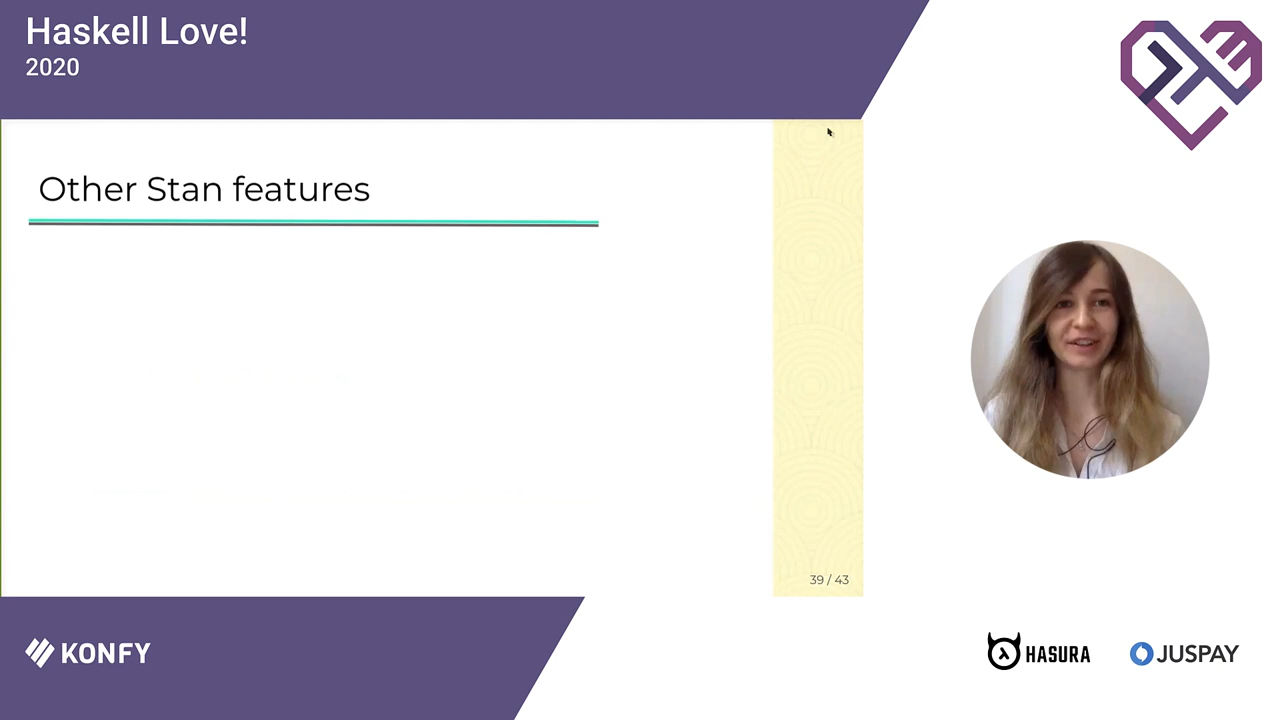 Haskell Love!
2020
Other Stan features
39 / 43
KONFY
HASURA
JUSPAY